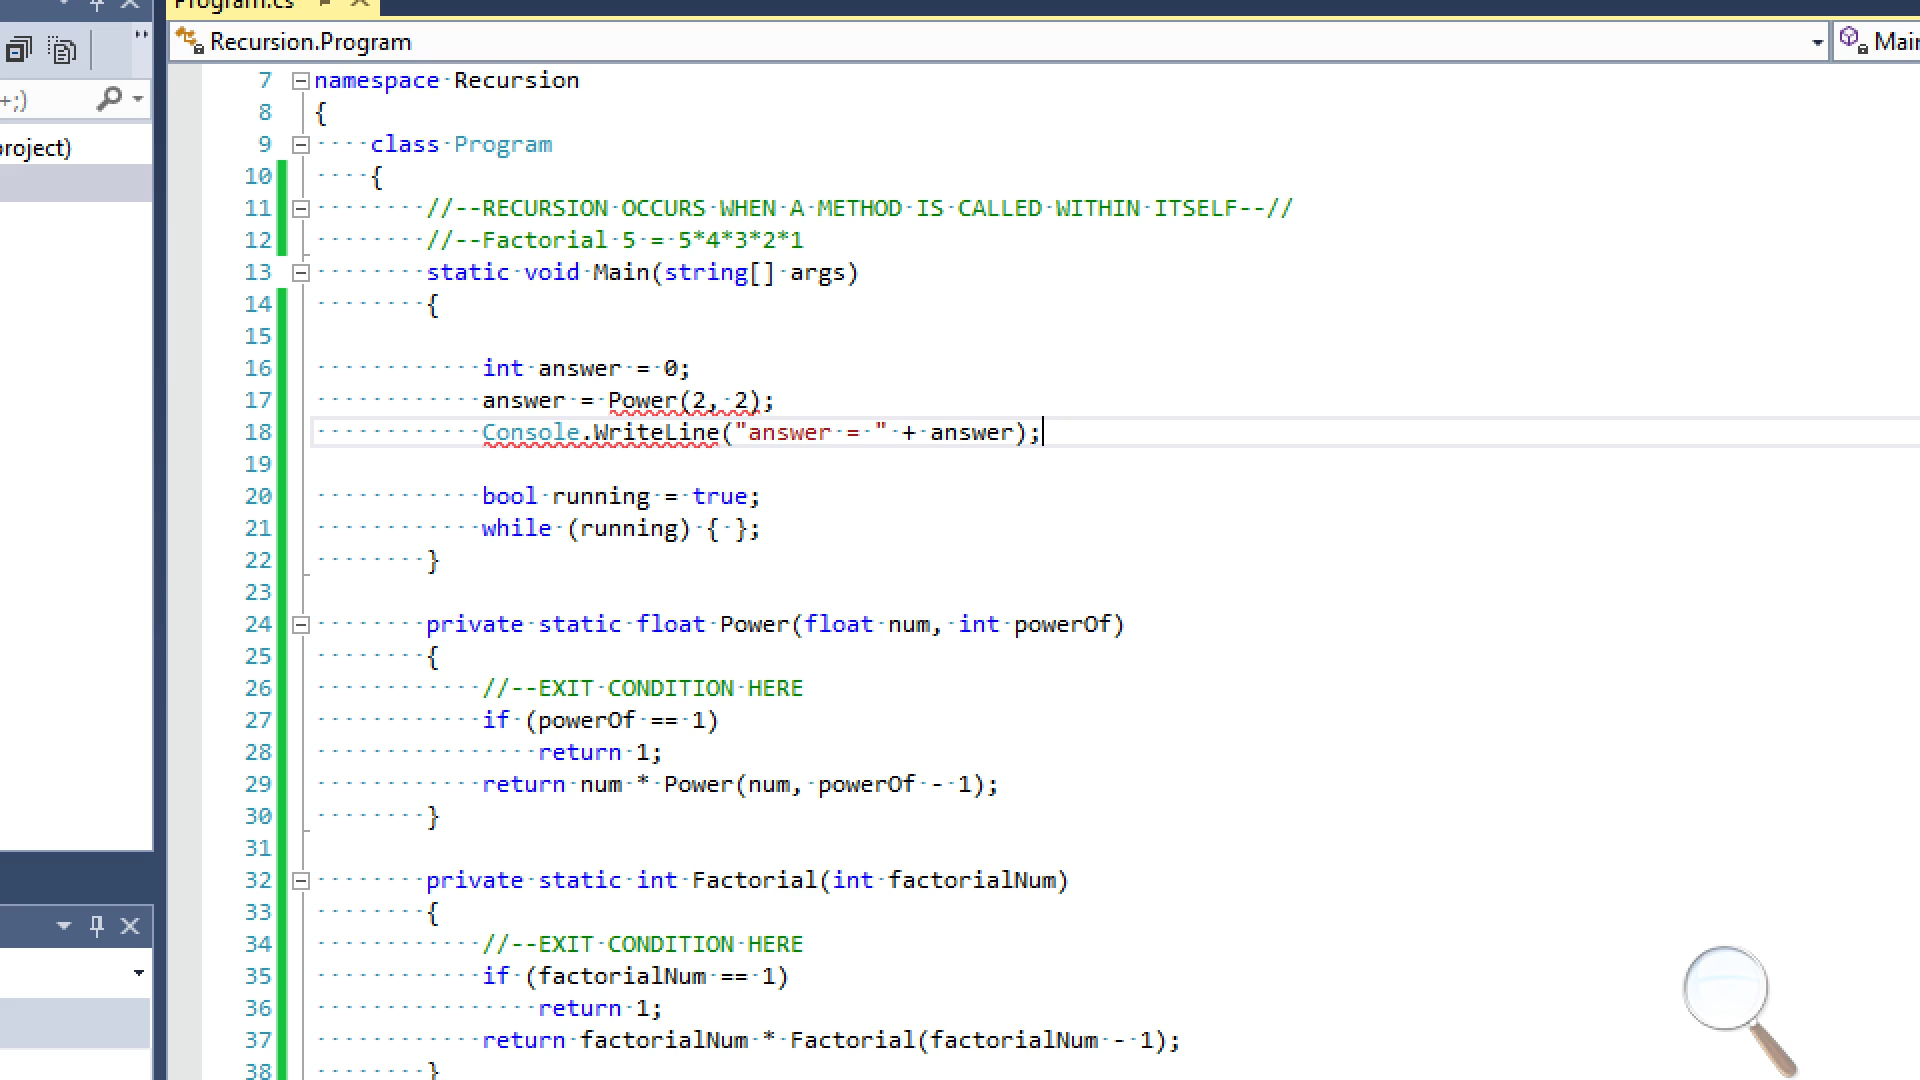 Program.cs
Recursion.Program
Main
+;)
project)
7 namespace Recursion
8 {
9 class Program
10 {
11 //--RECURSION OCCURS WHEN A METHOD IS CALLED WITHIN ITSELF--//
12 //--Factorial 5 = 5*4*3*2*1
13 static void Main(string[] args)
14 {
15
16 int answer = 0;
17 answer = Power(2, 2);
18 Console.WriteLine("answer = " + answer);
19
20 bool running = true;
21 while (running) { };
22 }
23
24 private static float Power(float num, int powerOf)
25 {
26 //--EXIT CONDITION HERE
27 if (powerOf == 1)
28 return 1;
29 return num * Power(num, powerOf - 1);
30 }
31
32 private static int Factorial(int factorialNum)
33 {
34 //--EXIT CONDITION HERE
35 if (factorialNum == 1)
36 return 1;
37 return factorialNum * Factorial(factorialNum - 1);
38 }